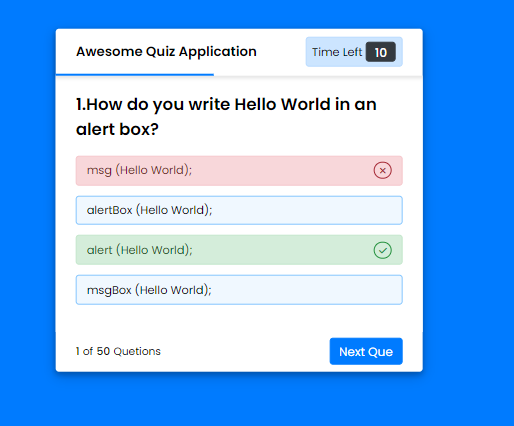 Awesome Quiz Application
Time Left 10
1.How do you write Hello World in an
alert box?
msg (Hello World);
alertBox (Hello World);
alert (Hello World);
msgBox (Hello World);
1 of 50 Quetions
Next Que